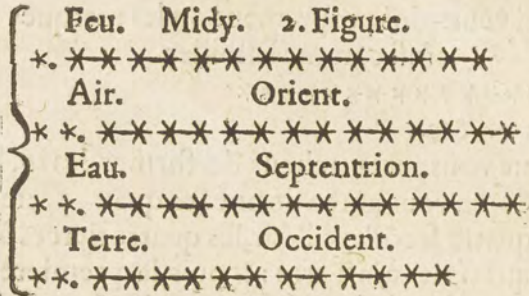 Feu. Midy. 2. Figure.
Air. Orient.
Eau. Septentrion.
Terre. Occident.